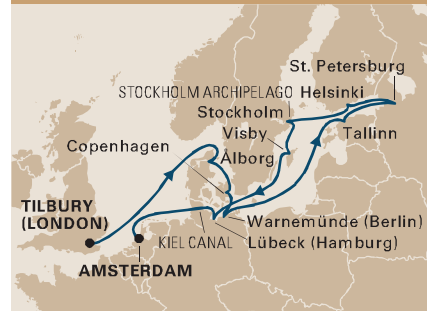 St. Petersburg
STOCKHOLM ARCHIPELAGO Helsinki
Stockholm
Visby
Tallinn
Copenhagen
Ålborg
TILBURY
(LONDON)
Warnemünde (Berlin)
KIEL CANAL
Lübeck (Hamburg)
AMSTERDAM